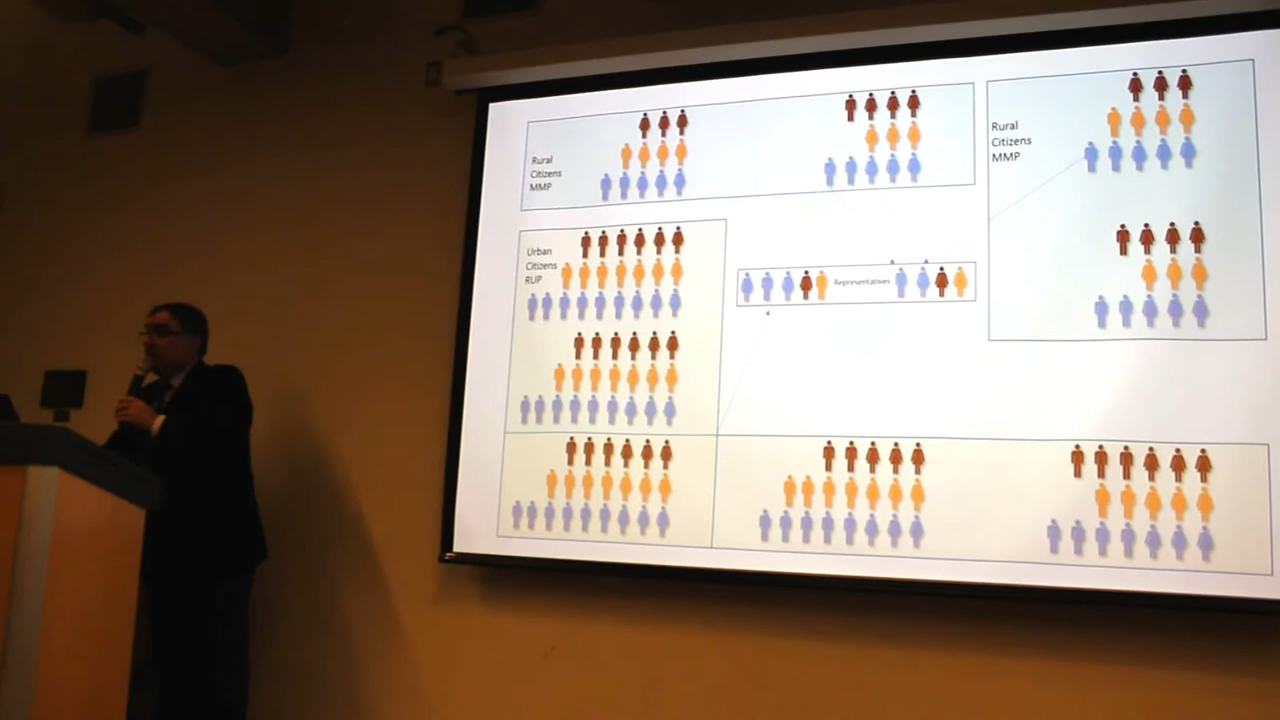 Rural
Citizens
MMP
Rural
Citizens
MMP
Urban
Citizens
RUP
Representatives